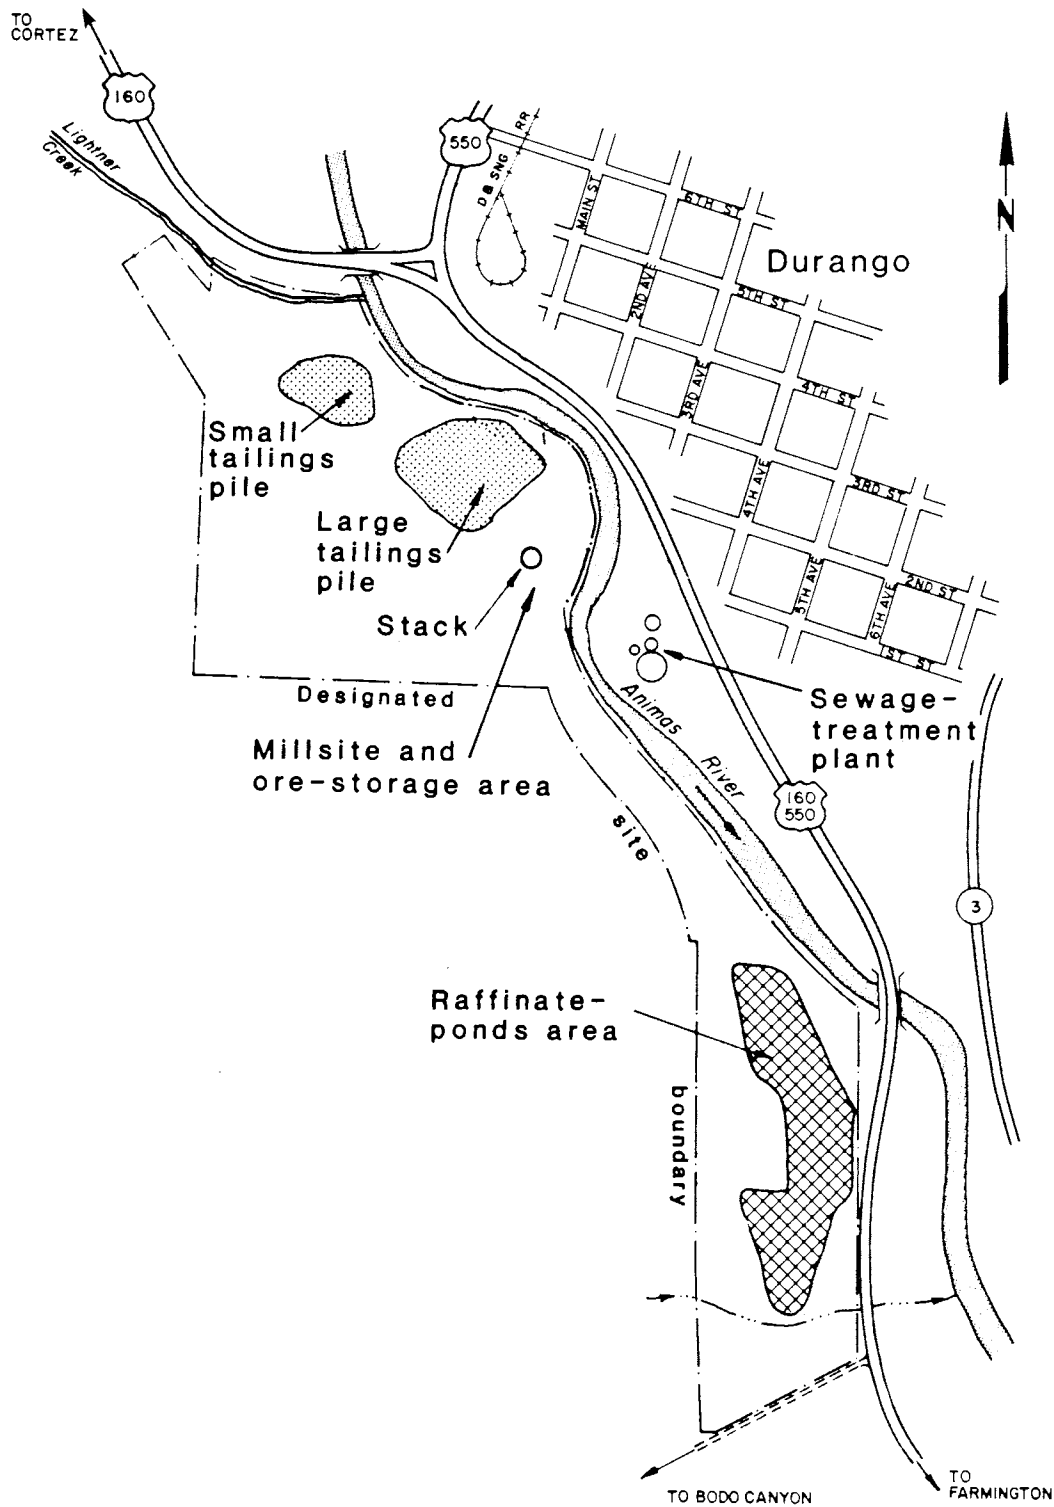 TO
CORTEZ
160
Lightner
Creek
550
D & SNG RR
MAIN ST
6TH ST
N
Durango
2ND AVE
5TH ST
3RD AVE
4TH ST
Small
tailings
pile
4TH AVE
3RD ST
Large
tailings
pile
5TH AVE
6TH AVE
2ND ST
Stack
1ST ST
Designated
Animas
River
Sewage-
treatment
plant
Millsite and
ore-storage area
160
550
site
3
Raffinate-
ponds area
boundary
TO BODO CANYON
TO
FARMINGTON